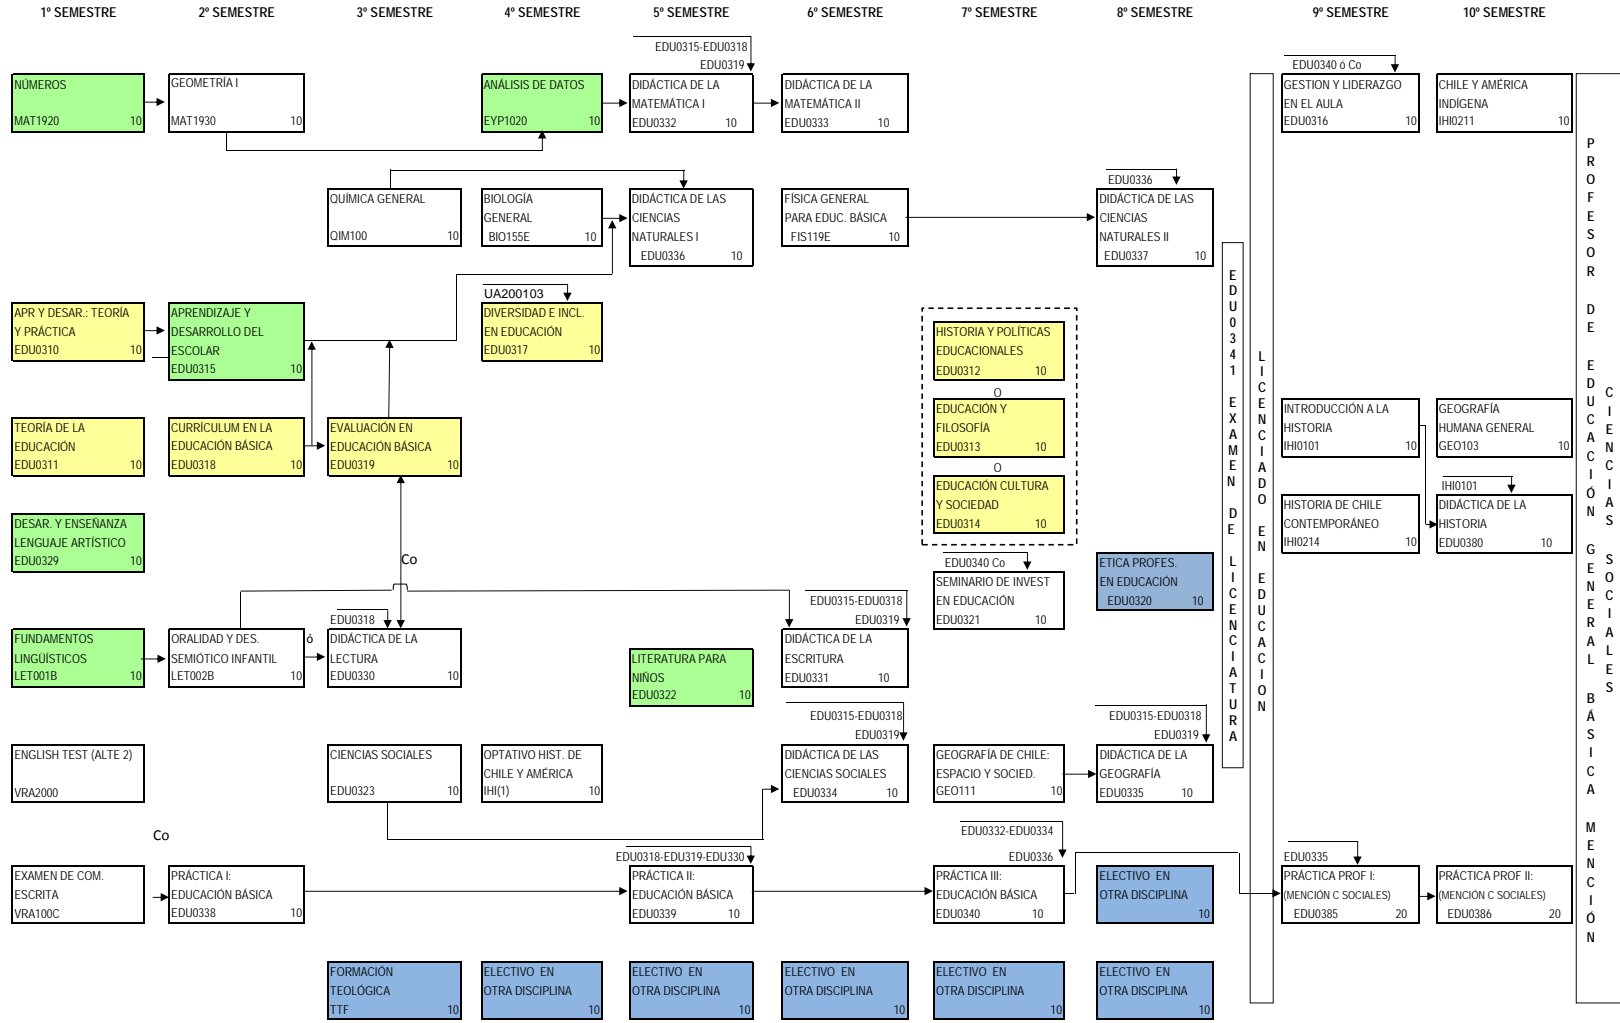 1º SEMESTRE 2º SEMESTRE 3º SEMESTRE 4º SEMESTRE 5º SEMESTRE 6º SEMESTRE 7º SEMESTRE 8º SEMESTRE 9º SEMESTRE 10º SEMESTRE
NÚMEROS
MAT1920 10
GEOMETRÍA I
MAT1930 10
ANÁLISIS DE DATOS
EYP1020 10
EDU0315-EDU0318
EDU0319
DIDÁCTICA DE LA
MATEMÁTICA I
EDU0332 10
DIDÁCTICA DE LA
MATEMÁTICA II
EDU0333 10
EDU0340 ó Co
GESTION Y LIDERAZGO
EN EL AULA
EDU0316 10
CHILE Y AMÉRICA
INDÍGENA
IHI0211 10
QUÍMICA GENERAL
QIM100 10
BIOLOGÍA
GENERAL
BIO155E 10
DIDÁCTICA DE LAS
CIENCIAS
NATURALES I
EDU0336 10
FÍSICA GENERAL
PARA EDUC. BÁSICA
FIS119E 10
EDU0336
DIDÁCTICA DE LAS
CIENCIAS
NATURALES II
EDU0337 10
APR Y DESAR.: TEORÍA
Y PRÁCTICA
EDU0310 10
APRENDIZAJE Y
DESARROLLO DEL
ESCOLAR
EDU0315 10
UA200103
DIVERSIDAD E INCL.
EN EDUCACIÓN
EDU0317 10
HISTORIA Y POLÍTICAS
EDUCACIONALES
EDU0312 10
O
EDUCACIÓN Y
FILOSOFÍA
EDU0313 10
O
EDUCACIÓN CULTURA
Y SOCIEDAD
EDU0314 10
TEORÍA DE LA
EDUCACIÓN
EDU0311 10
CURRÍCULUM EN LA
EDUCACIÓN BÁSICA
EDU0318 10
EVALUACIÓN EN
EDUCACIÓN BÁSICA
EDU0319 10
INTRODUCCIÓN A LA
HISTORIA
IHI0101 10
GEOGRAFÍA
HUMANA GENERAL
GEO103 10
DESAR. Y ENSEÑANZA
LENGUAJE ARTÍSTICO
EDU0329 10
Co
HISTORIA DE CHILE
CONTEMPORÁNEO
IHI0214 10
IHI0101
DIDÁCTICA DE LA
HISTORIA
EDU0380 10
EDU0340 Co
SEMINARIO DE INVEST
EN EDUCACIÓN
EDU0321 10
ETICA PROFES.
EN EDUCACIÓN
EDU0320 10
FUNDAMENTOS
LINGÜÍSTICOS
LET001B 10
ORALIDAD Y DES.
SEMIÓTICO INFANTIL
LET002B 10
ó
EDU0318
DIDÁCTICA DE LA
LECTURA
EDU0330 10
LITERATURA PARA
NIÑOS
EDU0322 10
EDU0315-EDU0318
EDU0319
DIDÁCTICA DE LA
ESCRITURA
EDU0331 10
ENGLISH TEST (ALTE 2)
VRA2000
CIENCIAS SOCIALES
EDU0323 10
OPTATIVO HIST. DE
CHILE Y AMÉRICA
IHI(1) 10
EDU0315-EDU0318
EDU0319
DIDÁCTICA DE LAS
CIENCIAS SOCIALES
EDU0334 10
GEOGRAFÍA DE CHILE:
ESPACIO Y SOCIED.
GEO111 10
EDU0315-EDU0318
EDU0319
DIDÁCTICA DE LA
GEOGRAFÍA
EDU0335 10
Co
EXAMEN DE COM.
ESCRITA
VRA100C
PRÁCTICA I:
EDUCACIÓN BÁSICA
EDU0338 10
EDU0318-EDU319-EDU330
PRÁCTICA II:
EDUCACIÓN BÁSICA
EDU0339 10
EDU0332-EDU0334
EDU0336
PRÁCTICA III:
EDUCACIÓN BÁSICA
EDU0340 10
ELECTIVO EN
OTRA DISCIPLINA
10
EDU0335
PRÁCTICA PROF I:
(MENCIÓN C SOCIALES)
EDU0385 20
PRÁCTICA PROF II:
(MENCIÓN C SOCIALES)
EDU0386 20
FORMACIÓN
TEOLÓGICA
TTF 10
ELECTIVO EN
OTRA DISCIPLINA
10
ELECTIVO EN
OTRA DISCIPLINA
10
ELECTIVO EN
OTRA DISCIPLINA
10
ELECTIVO EN
OTRA DISCIPLINA
10
ELECTIVO EN
OTRA DISCIPLINA
10
EDU0341 EXAMEN DE LICENCIATURA
LICENCIADO EN EDUCACION
PROFESOR DE EDUCACIÓN GENERAL BÁSICA MENCIÓN
CIENCIAS SOCIALES